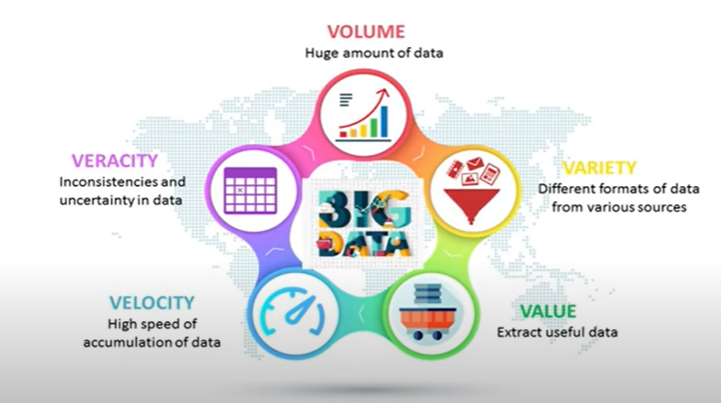 VOLUME
Huge amount of data
VERACITY
Inconsistencies and
uncertainty in data
VARIETY
Different formats of data
from various sources
BIG
DATA
VELOCITY
High speed of
accumulation of data
VALUE
Extract useful data